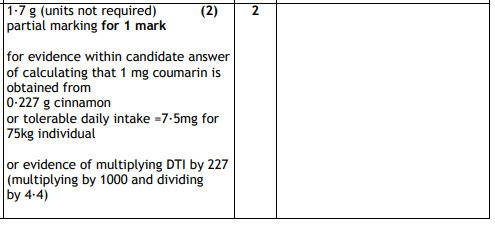 1·7 g (units not required) (2) 2
partial marking for 1 mark
for evidence within candidate answer
of calculating that 1 mg coumarin is
obtained from
0·227 g cinnamon
or tolerable daily intake =7·5mg for
75kg individual
or evidence of multiplying DTI by 227
(multiplying by 1000 and dividing
by 4·4)